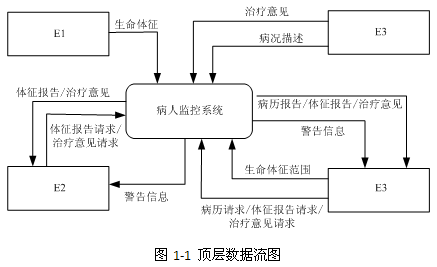 治疗意见
E1
生命体征
E3
病况描述
体征报告/治疗意见
病人监控系统
病历报告/体征报告/治疗意见
体征报告请求/
治疗意见请求
警告信息
E2
警告信息
生命体征范围
E3
病历请求/体征报告请求/
治疗意见请求
图 1-1 顶层数据流图